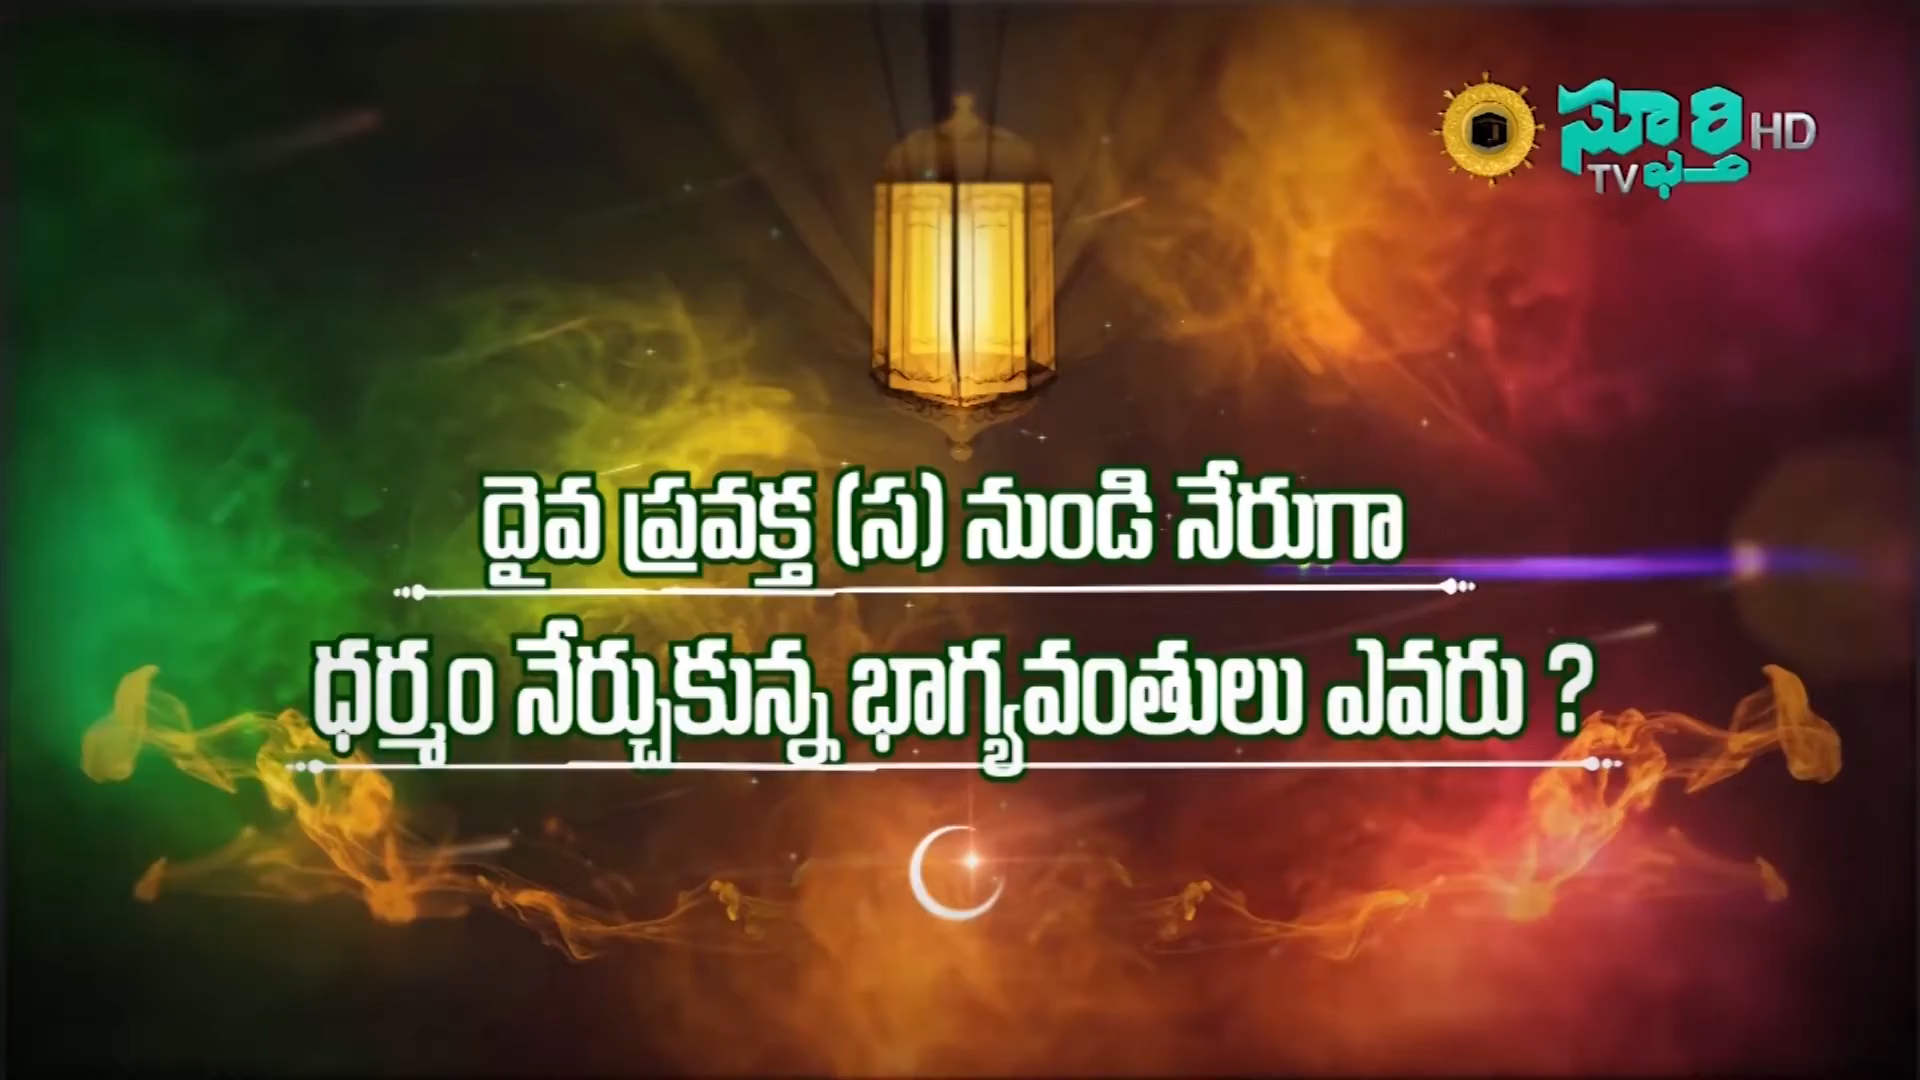 స్ఫూర్తి HD
TV
దైవ ప్రవక్త (స) నుండి నేరుగా
ధర్మం నేర్చుకున్న భాగ్యవంతులు ఎవరు ?